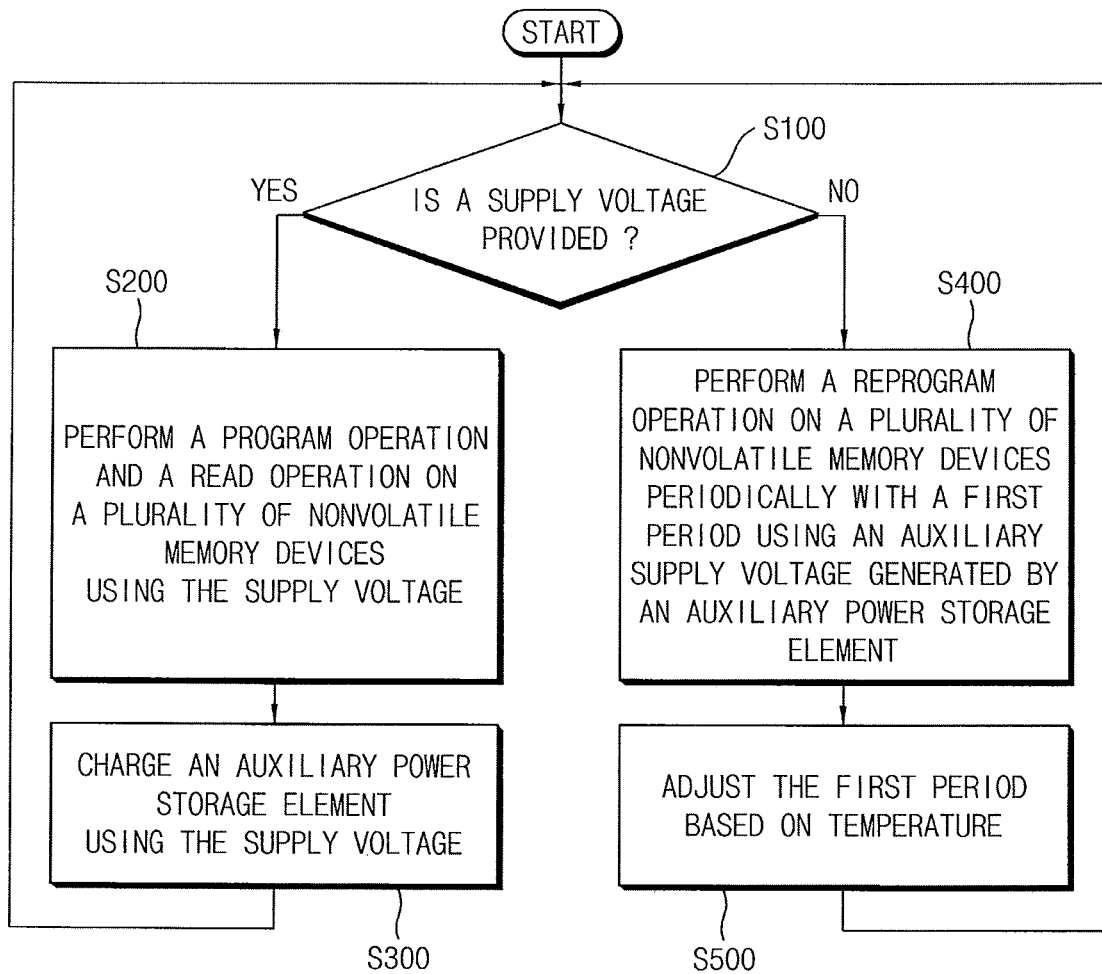 START
S100
YES
IS A SUPPLY VOLTAGE
PROVIDED ?
NO
S200
PERFORM A PROGRAM OPERATION
AND A READ OPERATION ON
A PLURALITY OF NONVOLATILE
MEMORY DEVICES
USING THE SUPPLY VOLTAGE
CHARGE AN AUXILIARY POWER
STORAGE ELEMENT
USING THE SUPPLY VOLTAGE
S300
S400
PERFORM A REPROGRAM
OPERATION ON A PLURALITY OF
NONVOLATILE MEMORY DEVICES
PERIODICALLY WITH A FIRST
PERIOD USING AN AUXILIARY
SUPPLY VOLTAGE GENERATED BY
AN AUXILIARY POWER STORAGE
ELEMENT
ADJUST THE FIRST PERIOD
BASED ON TEMPERATURE
S500